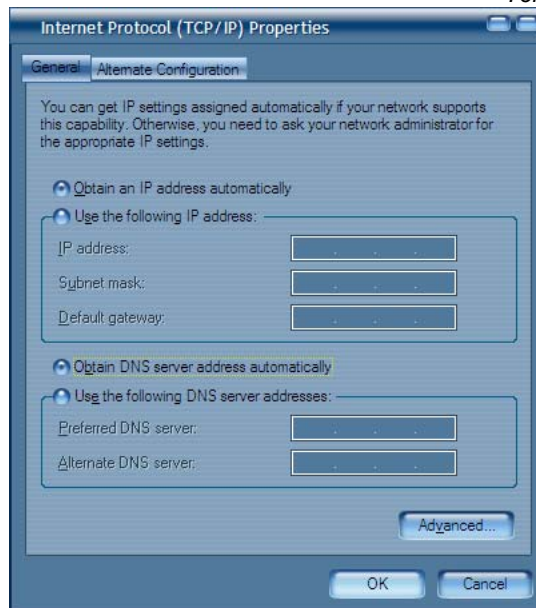 Internet Protocol (TCP/IP) Properties
General Alternate Configuration
You can get IP settings assigned automatically if your network supports
this capability. Otherwise, you need to ask your network administrator for
the appropriate IP settings.
Obtain an IP address automatically
Use the following IP address:
IP address:
Subnet mask:
Default gateway:
Obtain DNS server address automatically
Use the following DNS server addresses:
Preferred DNS server:
Alternate DNS server:
Advanced...
OK Cancel